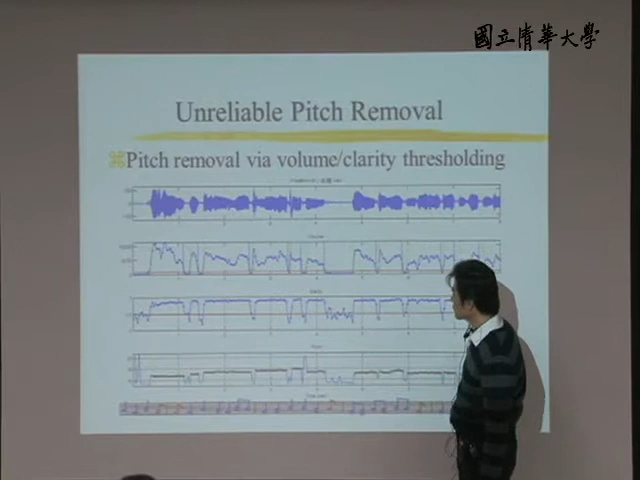 國立清華大學
Unreliable Pitch Removal
Pitch removal via volume/clarity thresholding